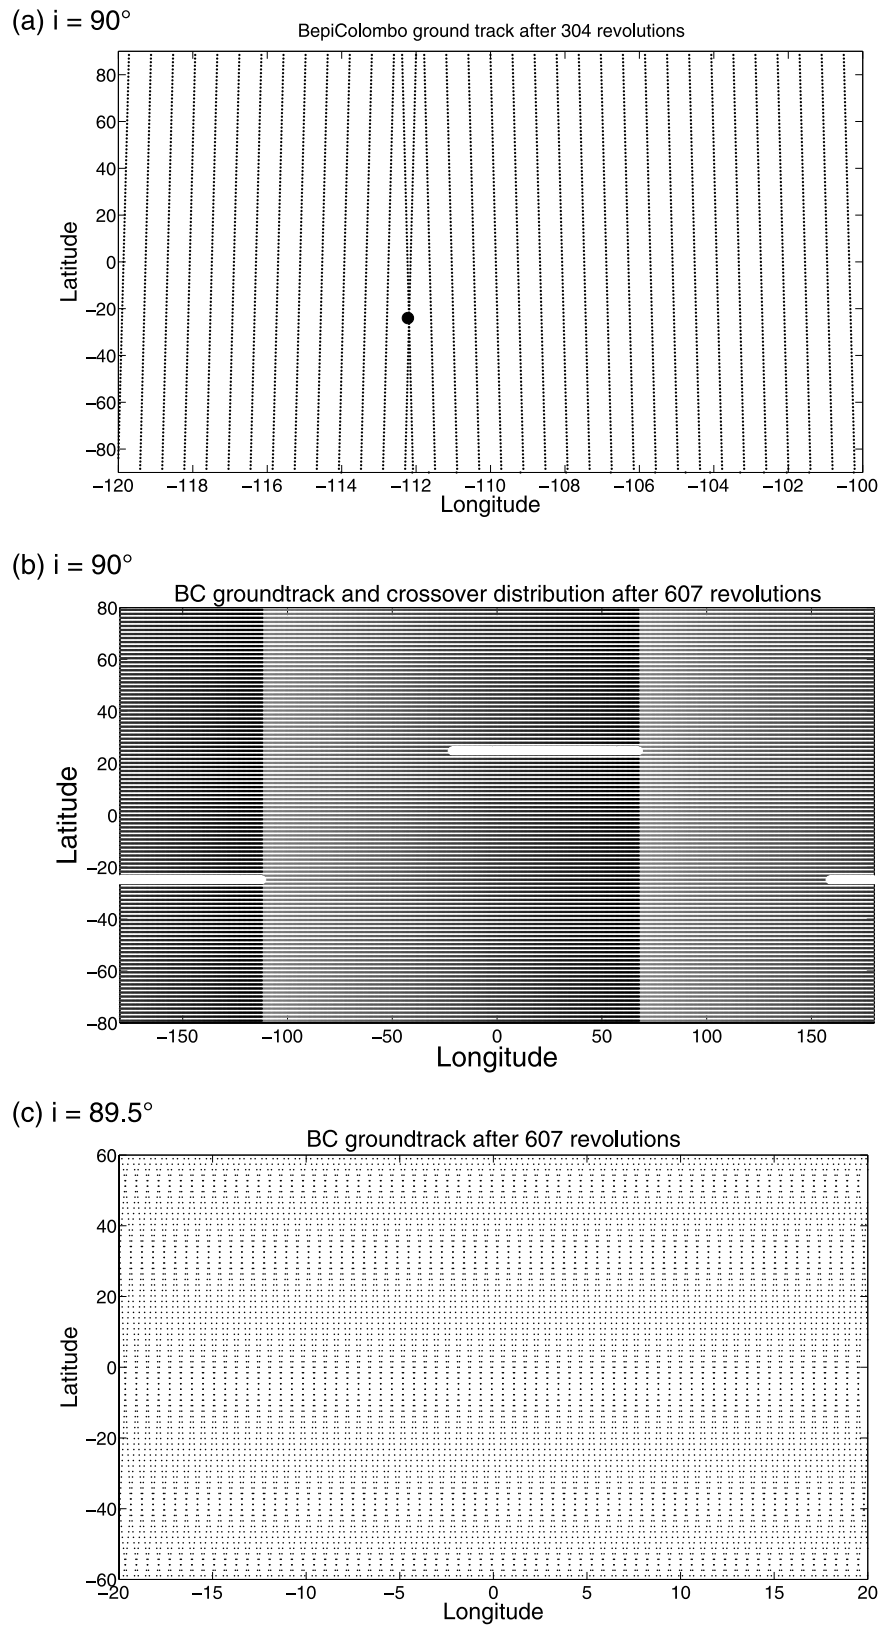 (a) i = 90°
BepiColombo ground track after 304 revolutions
80
60
40
20
0
−20
−40
−60
−80
Latitude
−120 −118 −116 −114 −112 −110 −108 −106 −104 −102 −100
Longitude
(b) i = 90°
BC groundtrack and crossover distribution after 607 revolutions
80
60
40
20
0
−20
−40
−60
−80
Latitude
−150 −100 −50 0 50 100 150
Longitude
(c) i = 89.5°
BC groundtrack after 607 revolutions
60
40
20
0
−20
−40
−60
Latitude
−20 −15 −10 −5 0 5 10 15 20
Longitude